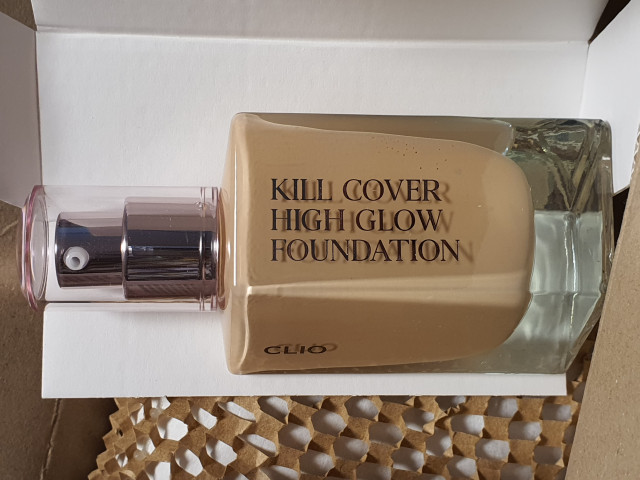 KILL COVER
HIGH GLOW
FOUNDATION
CLIO